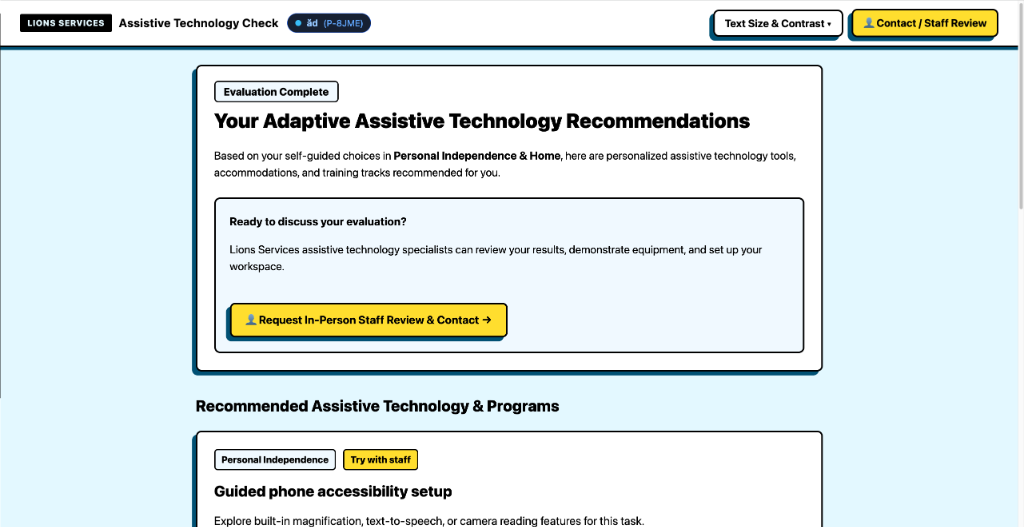 LIONS SERVICES Assistive Technology Check ăd (P-8JME) Text Size & Contrast ▾ 👤 Contact / Staff Review
Evaluation Complete
Your Adaptive Assistive Technology Recommendations
Based on your self-guided choices in Personal Independence & Home, here are personalized assistive technology tools,
accommodations, and training tracks recommended for you.
Ready to discuss your evaluation?
Lions Services assistive technology specialists can review your results, demonstrate equipment, and set up your
workspace.
👤 Request In-Person Staff Review & Contact →
Recommended Assistive Technology & Programs
Personal Independence Try with staff
Guided phone accessibility setup
Explore built-in magnification, text-to-speech, or camera reading features for this task.